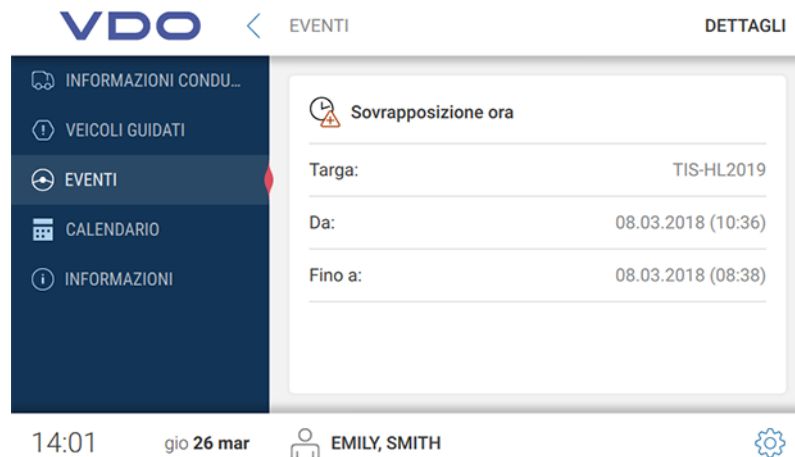 VDO
EVENTI
DETTAGLI
INFORMAZIONI CONDU...
VEICOLI GUIDATI
EVENTI
CALENDARIO
INFORMAZIONI
Sovrapposizione ora
Targa: TIS-HL2019
Da: 08.03.2018 (10:36)
Fino a: 08.03.2018 (08:38)
14:01 gio 26 mar EMILY, SMITH